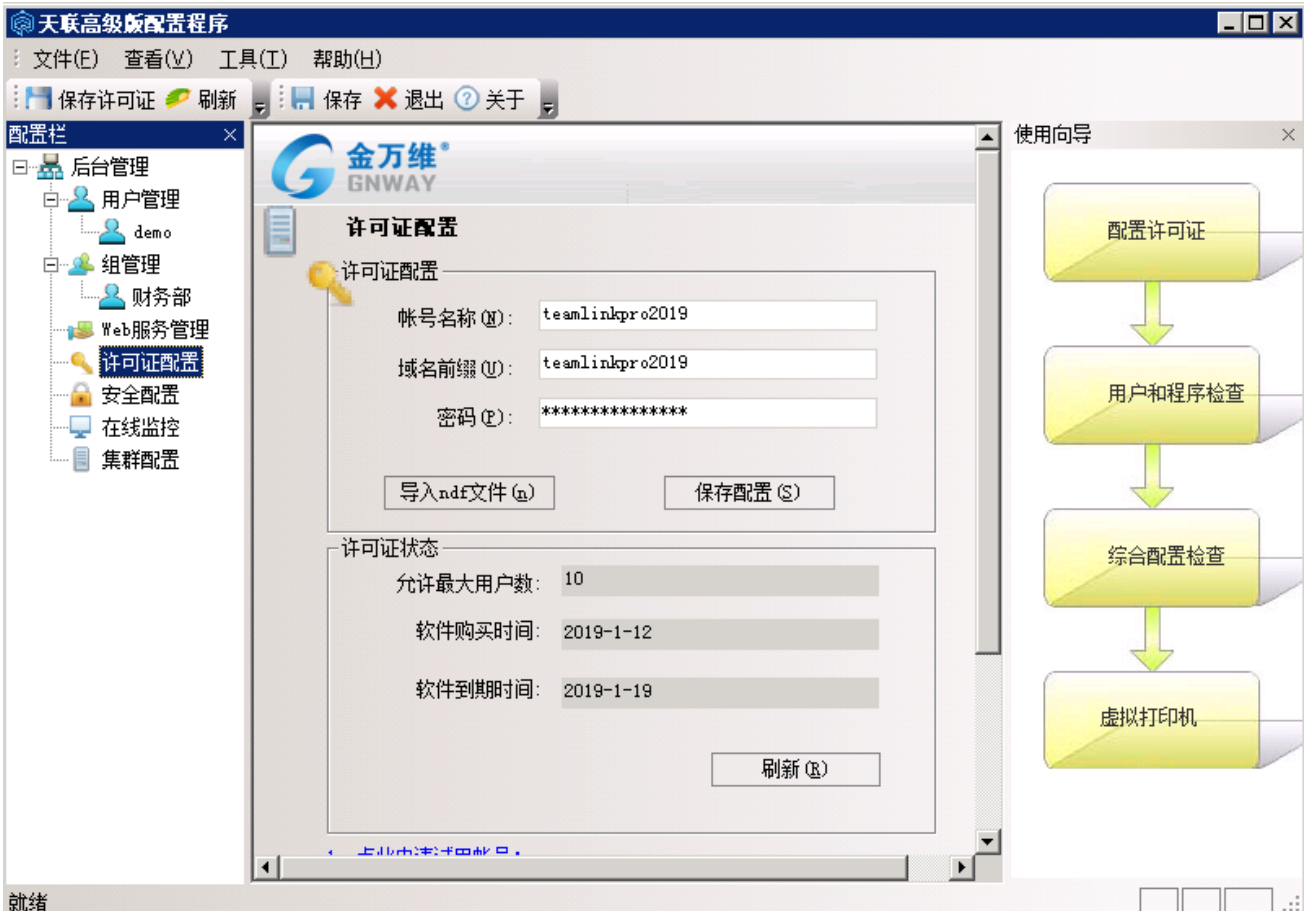 天联高级版配置程序
文件(F) 查看(V) 工具(T) 帮助(H)
保存许可证 刷新 保存 退出 关于
配置栏
后台管理
用户管理
demo
组管理
财务部
Web服务管理
许可证配置
安全配置
在线监控
集群配置
金万维®
GNWAY
许可证配置
许可证配置
帐号名称(N): teamlinkpro2019
域名前缀(U): teamlinkpro2019
密码(P): ***************
导入ndf文件(n) 保存配置(S)
许可证状态
允许最大用户数: 10
软件购买时间: 2019-1-12
软件到期时间: 2019-1-19
刷新(R)
使用向导
配置许可证
用户和程序检查
综合配置检查
虚拟打印机
就绪